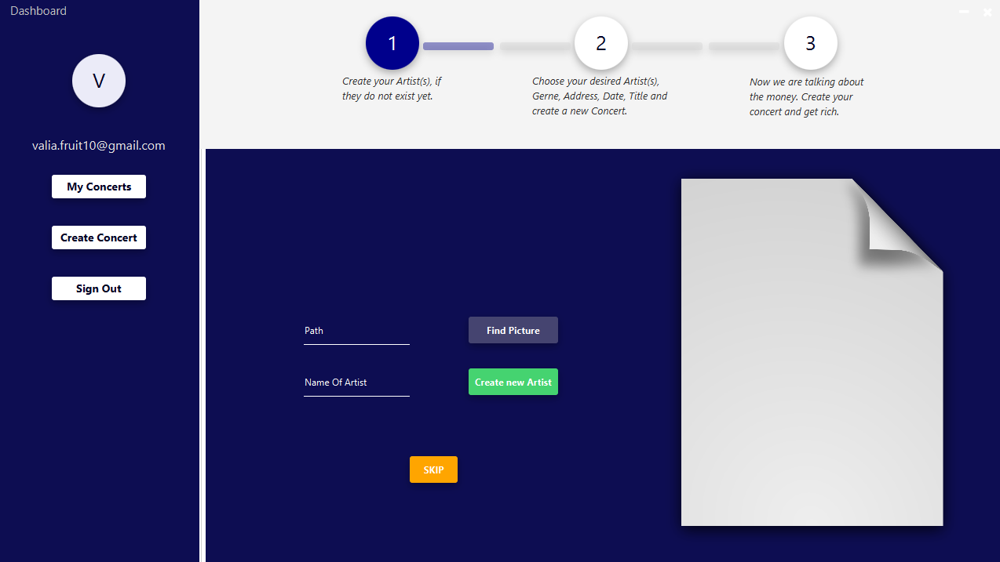 Dashboard
V
valia.fruit10@gmail.com
My Concerts
Create Concert
Sign Out
1
Create your Artist(s), if
they do not exist yet.
2
Choose your desired Artist(s),
Gerne, Address, Date, Title and
create a new Concert.
3
Now we are talking about
the money. Create your
concert and get rich.
Path
Find Picture
Name Of Artist
Create new Artist
SKIP